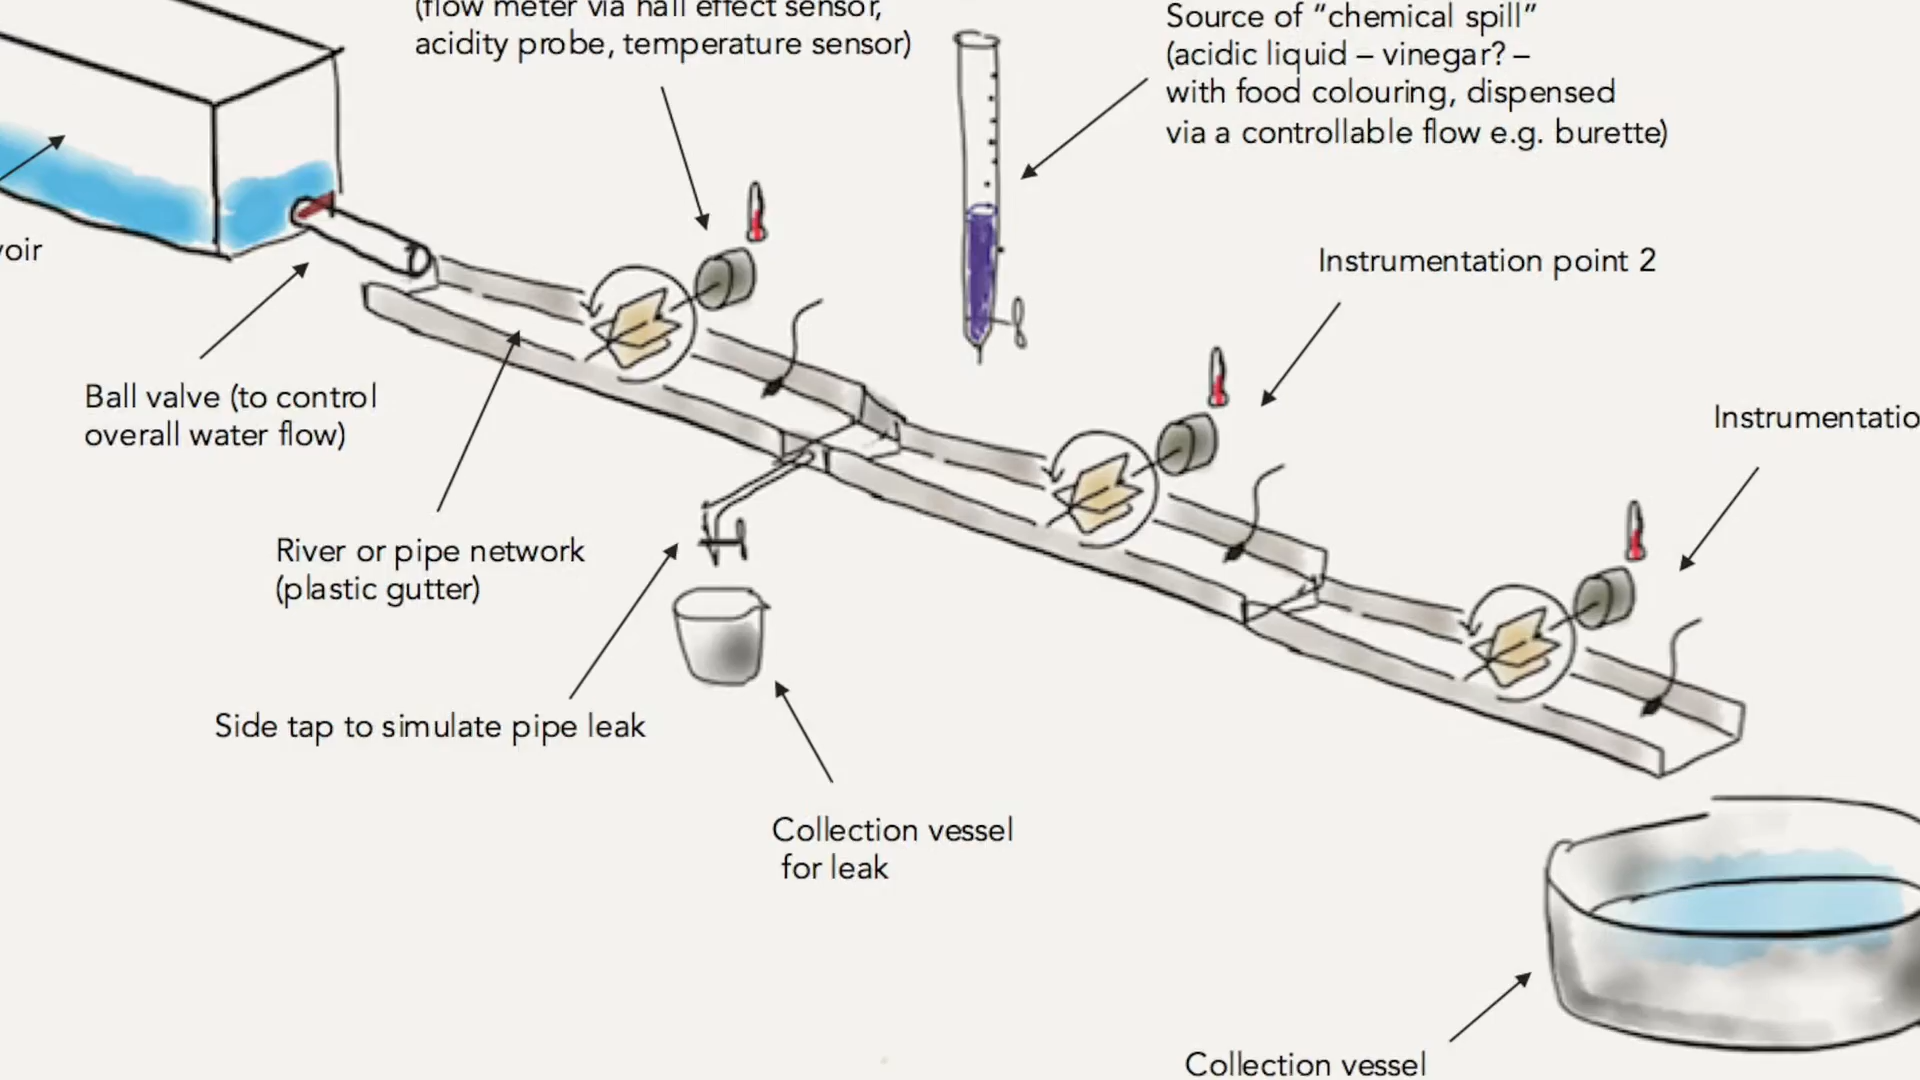 (flow meter via hall effect sensor,
acidity probe, temperature sensor)
Source of “chemical spill”
(acidic liquid – vinegar? –
with food colouring, dispensed
via a controllable flow e.g. burette)
Instrumentation point 2
Ball valve (to control
overall water flow)
River or pipe network
(plastic gutter)
Side tap to simulate pipe leak
Collection vessel
for leak
Collection vessel